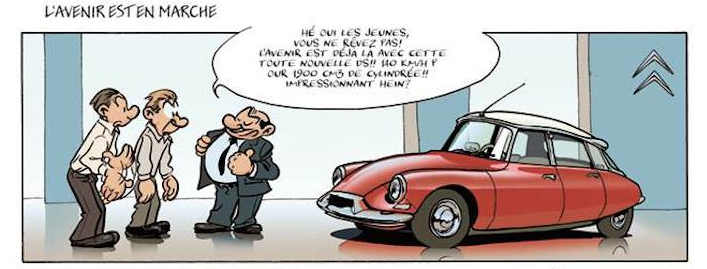 L'AVENIR EST EN MARCHE
HÉ OUI LES JEUNES,
VOUS NE RÊVEZ PAS!
L'AVENIR EST DÉJÀ LÀ AVEC CETTE
TOUTE NOUVELLE DS!! 140 KM/H P
OUR 1900 CM3 DE CYLINDRÉE!!
IMPRESSIONNANT HEIN?